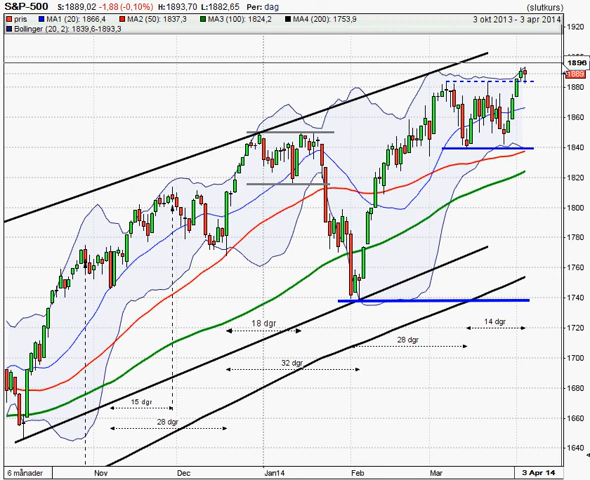 S&P-500 S:1889,02 -1,88 (-0,10%) H:1893,70 L:1882,65 Per: dag (slutkurs)
pris MA1 (20) : 1866,4 MA2 (50) : 1837,3 MA3 (100) : 1824,2 MA4 (200) : 1753,9 3 okt 2013 - 3 apr 2014
Bollinger (20, 2) : 1839,6-1893,3
1920
1896
1889
1880
1860
1840
1820
1800
1780
1760
1740
18 dgr
14 dgr
1720
28 dgr
1700
32 dgr
1680
15 dgr
1660
28 dgr
1640
6 månader Nov Dec Jan14 Feb Mar 3 Apr 14